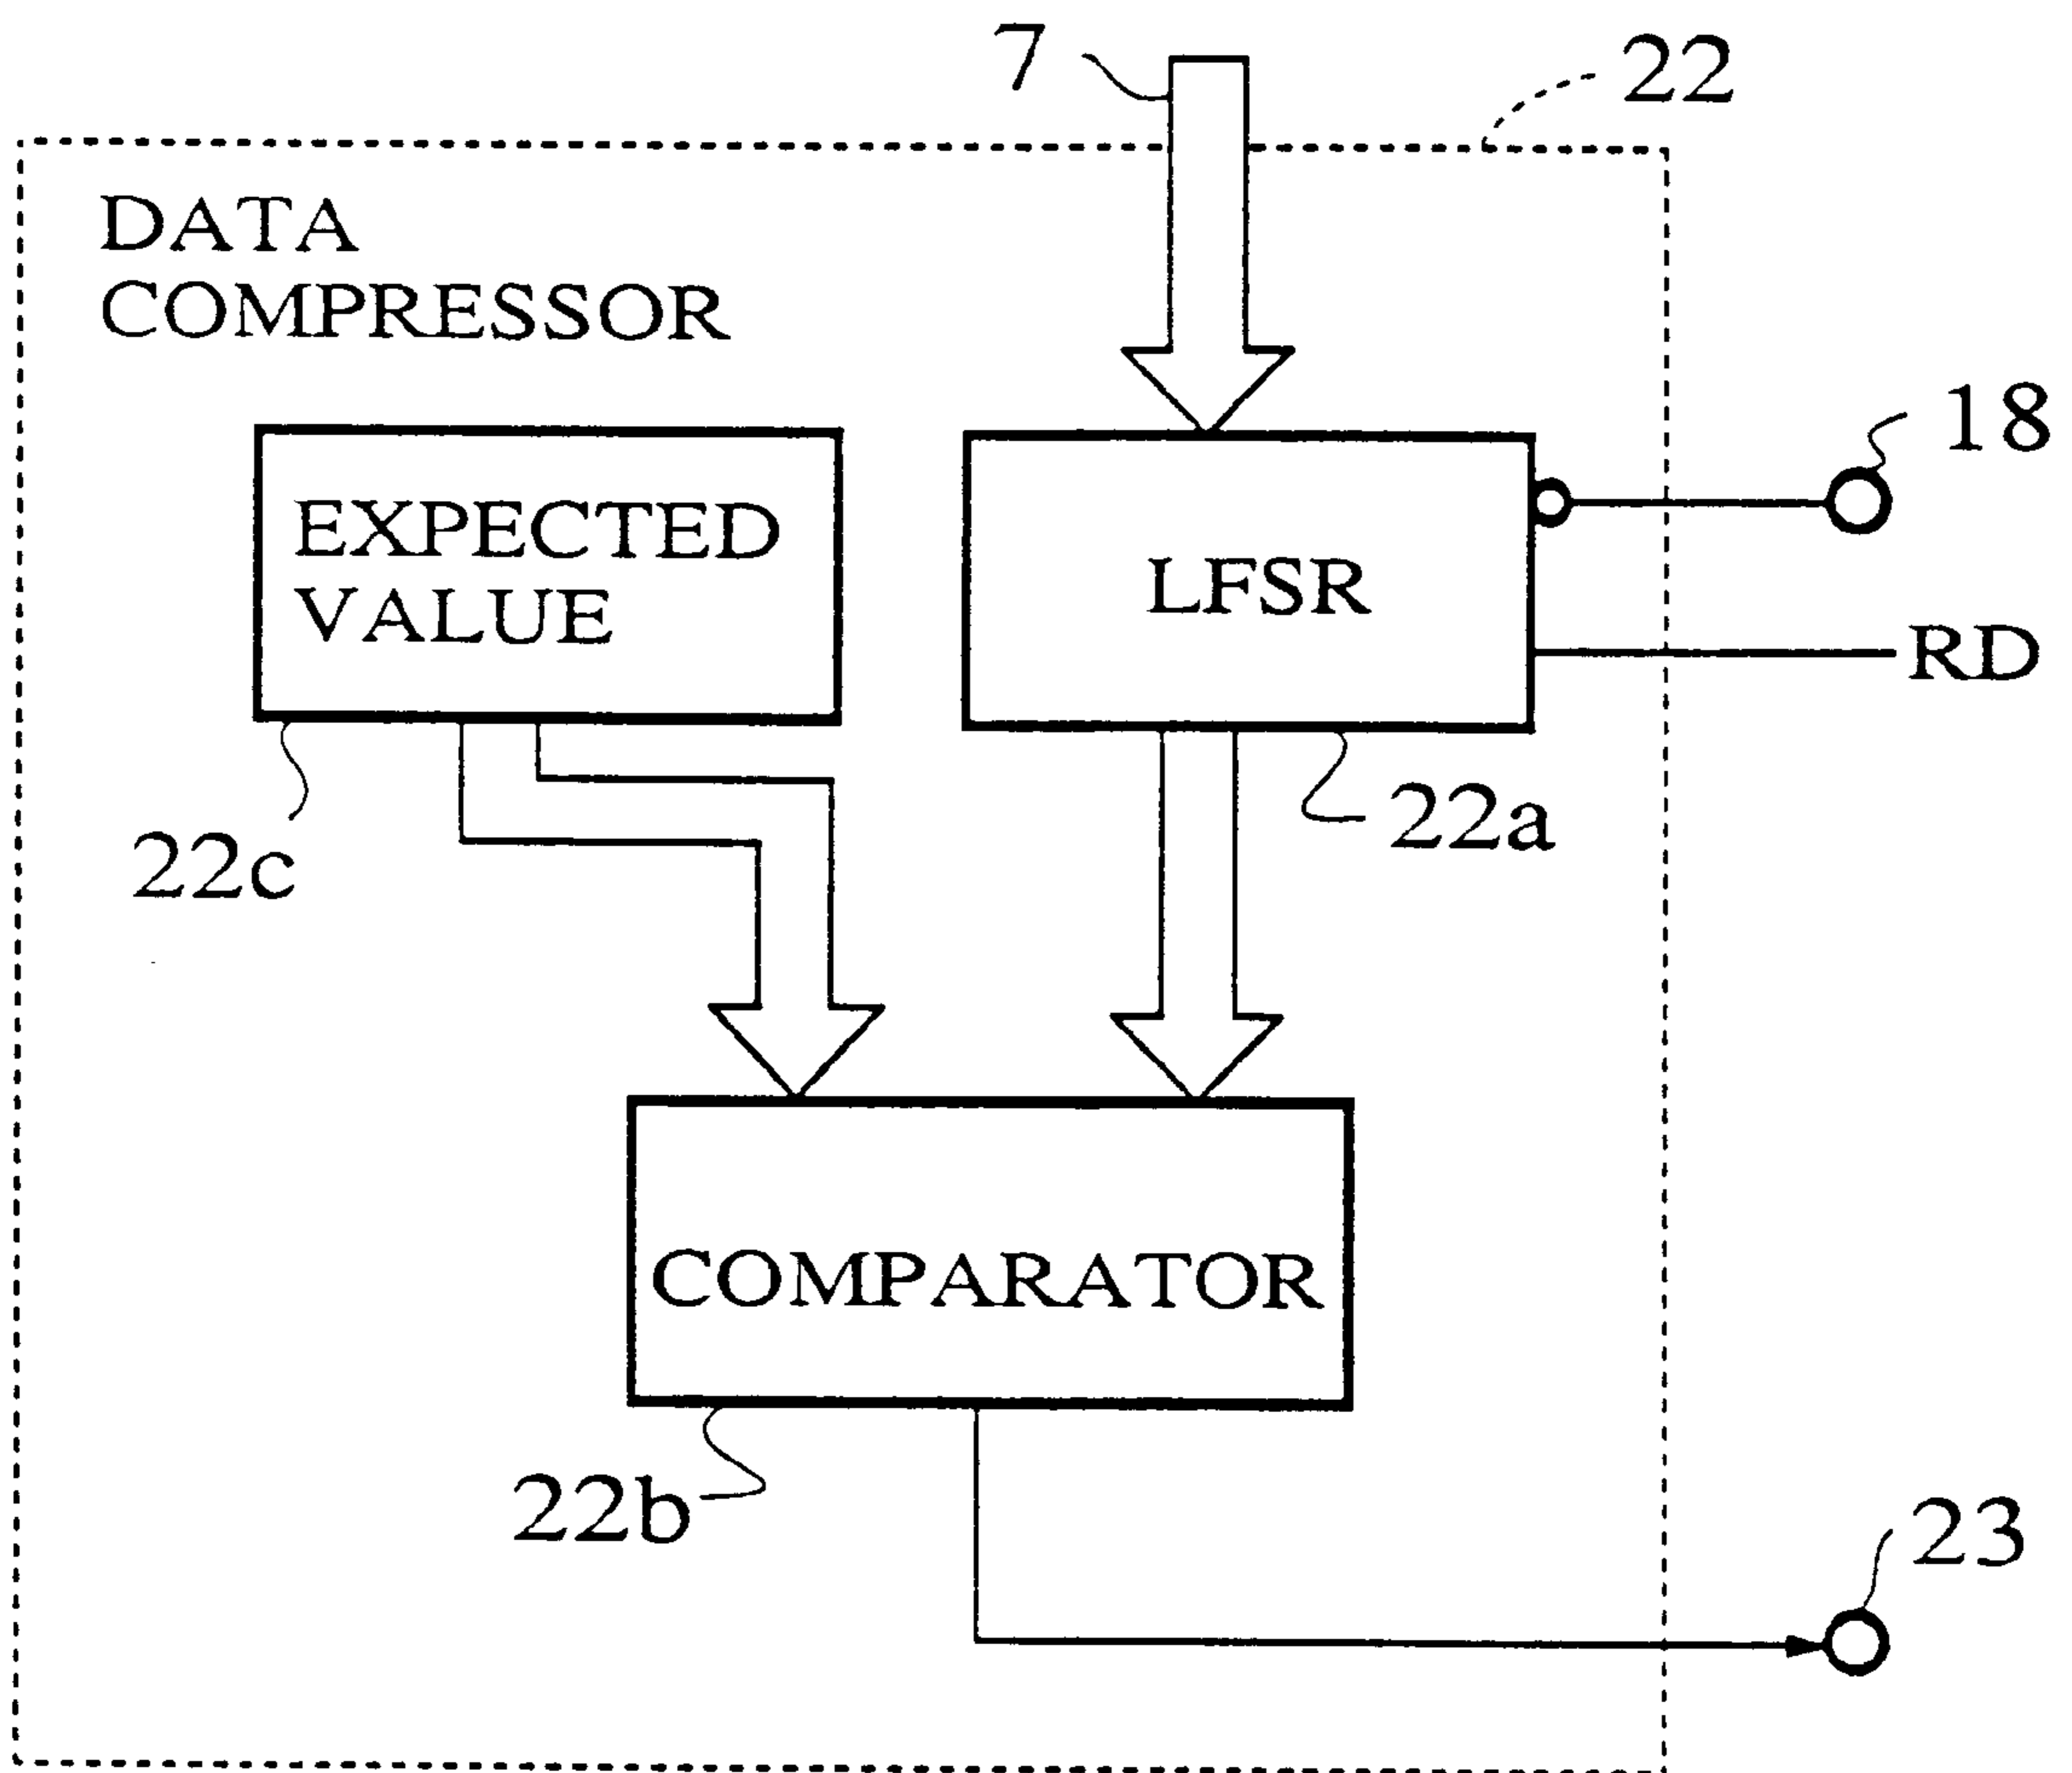 7
22
DATA
COMPRESSOR
18
EXPECTED
VALUE
LFSR
RD
22c
22a
COMPARATOR
22b
23